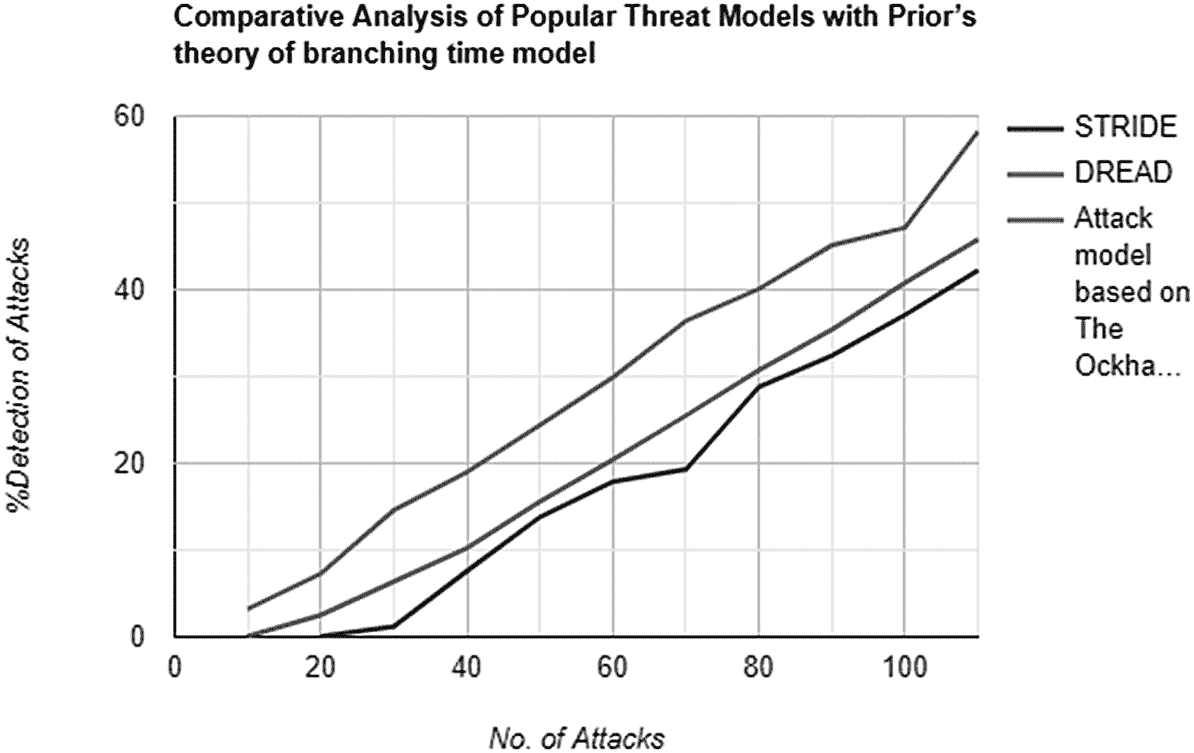 Comparative Analysis of Popular Threat Models with Prior's
theory of branching time model
60
40
20
0
%Detection of Attacks
0 20 40 60 80 100
No. of Attacks
STRIDE
DREAD
Attack
model
based on
The
Ockha...